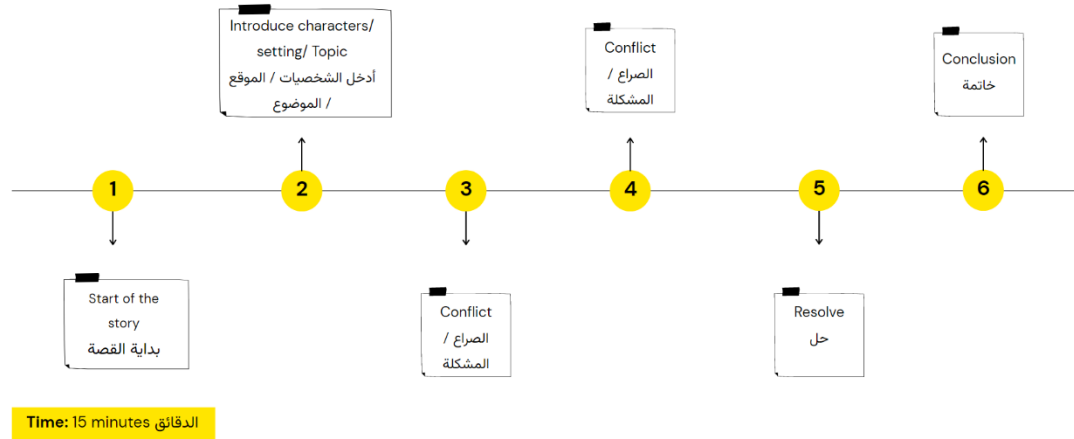 1
Start of the
story
بداية القصة
2
Introduce characters/
setting/ Topic
أدخل الشخصيات / الموقع
/ الموضوع
3
Conflict
الصراع /
المشكلة
4
Conflict
الصراع /
المشكلة
5
Resolve
حل
6
Conclusion
خاتمة
Time: 15 minutes الدقائق